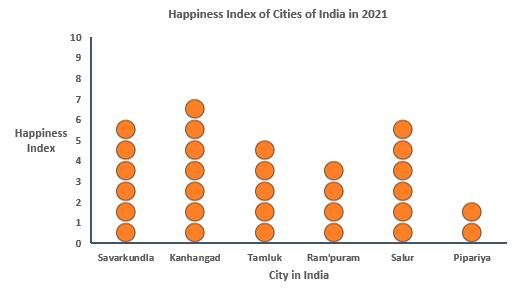 Happiness Index of Cities of India in 2021
10
9
8
7
6
5
4
3
2
1
0
Happiness
Index
Savarkundla Kanhangad Tamluk Ram'puram Salur Pipariya
City in India